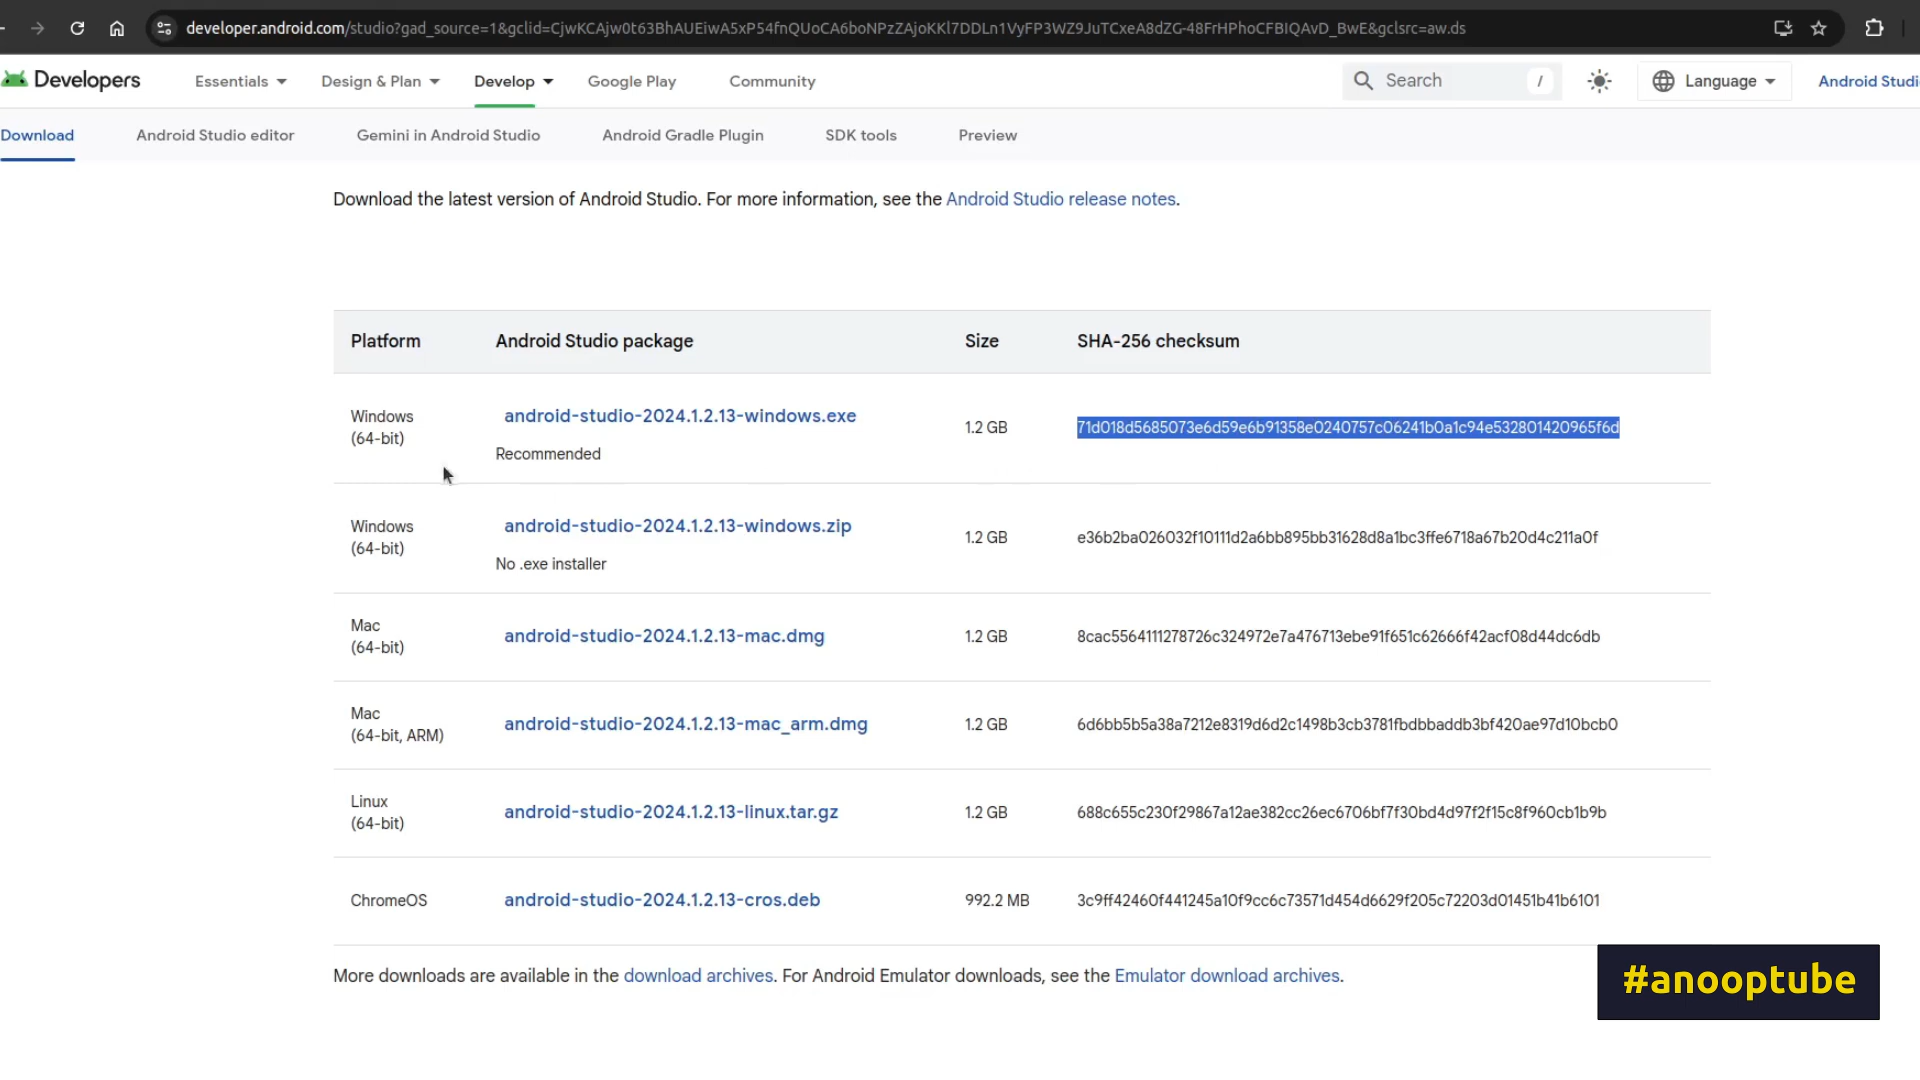 developer.android.com/studio?gad_source=1&gclid=CjwKCAjw0t63BhAUEiwA5xP54fnQUoCA6boNPzZAjoKKl7DDLn1VyFP3WZ9JuTCxeA8dZG-48FrHPhoCFBIQAvD_BwE&gclsrc=aw.ds
Developers Essentials Design & Plan Develop Google Play Community Search / Language Android Studi
Download Android Studio editor Gemini in Android Studio Android Gradle Plugin SDK tools Preview
Download the latest version of Android Studio. For more information, see the Android Studio release notes.
Platform Android Studio package Size SHA-256 checksum
Windows (64-bit) android-studio-2024.1.2.13-windows.exe Recommended 1.2 GB 71d018d5685073e6d59e6b91358e0240757c06241b0a1c94e532801420965f6d
Windows (64-bit) android-studio-2024.1.2.13-windows.zip No .exe installer 1.2 GB e36b2ba026032f10111d2a6bb895bb31628d8a1bc3ffe6718a67b20d4c211a0f
Mac (64-bit) android-studio-2024.1.2.13-mac.dmg 1.2 GB 8cac5564111278726c324972e7a476713ebe91f651c62666f42acf08d44dc6db
Mac (64-bit, ARM) android-studio-2024.1.2.13-mac_arm.dmg 1.2 GB 6d6bb5b5a38a7212e8319d6d2c1498b3cb3781fbdbbaddb3bf420ae97d10bcb0
Linux (64-bit) android-studio-2024.1.2.13-linux.tar.gz 1.2 GB 688c655c230f29867a12ae382cc26ec6706bf7f30bd4d97f2f15c8f960cb1b9b
ChromeOS android-studio-2024.1.2.13-cros.deb 992.2 MB 3c9ff42460f441245a10f9cc6c73571d454d6629f205c72203d01451b41b6101
More downloads are available in the download archives. For Android Emulator downloads, see the Emulator download archives.
#anooptube